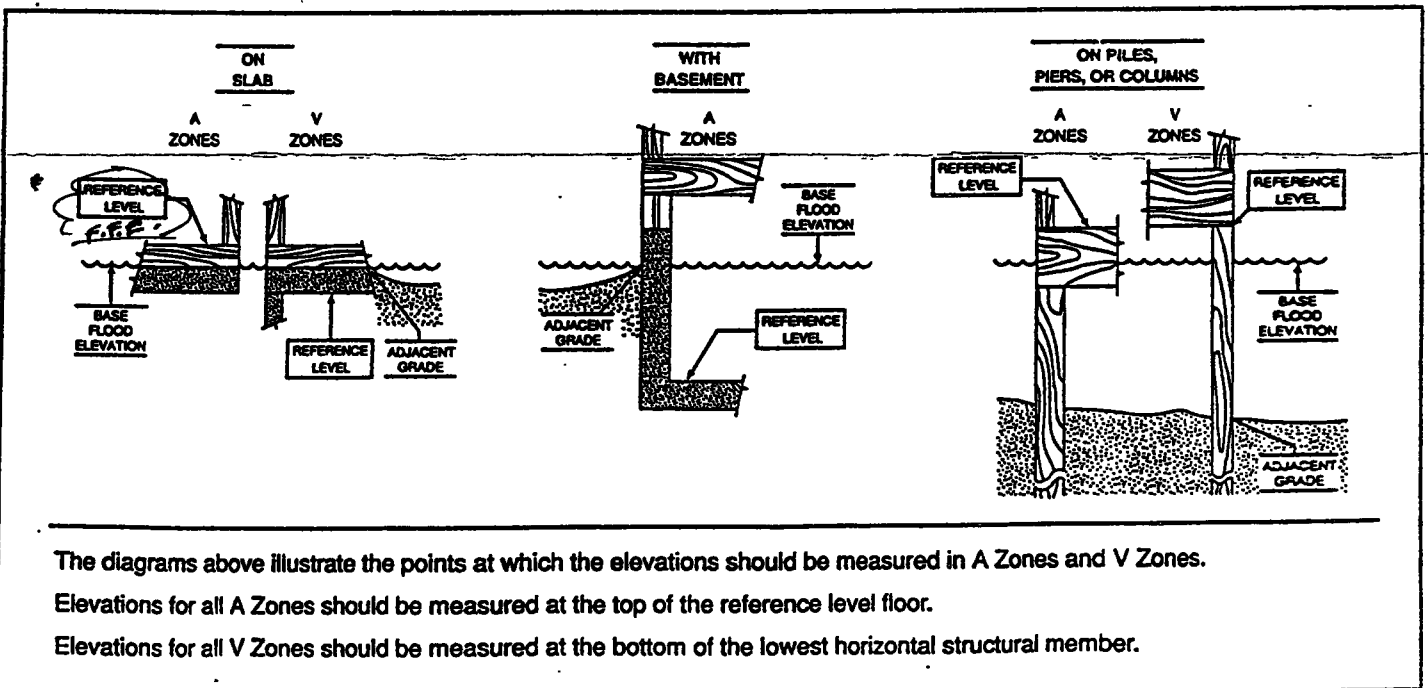 ON
SLAB
WITH
BASEMENT
ON PILES,
PIERS, OR COLUMNS
A
ZONES
V
ZONES
A
ZONES
A
ZONES
V
ZONES
REFERENCE
LEVEL
F.F.E.
BASE
FLOOD
ELEVATION
REFERENCE
LEVEL
ADJACENT
GRADE
BASE
FLOOD
ELEVATION
ADJACENT
GRADE
REFERENCE
LEVEL
REFERENCE
LEVEL
REFERENCE
LEVEL
BASE
FLOOD
ELEVATION
ADJACENT
GRADE
The diagrams above illustrate the points at which the elevations should be measured in A Zones and V Zones.
Elevations for all A Zones should be measured at the top of the reference level floor.
Elevations for all V Zones should be measured at the bottom of the lowest horizontal structural member.